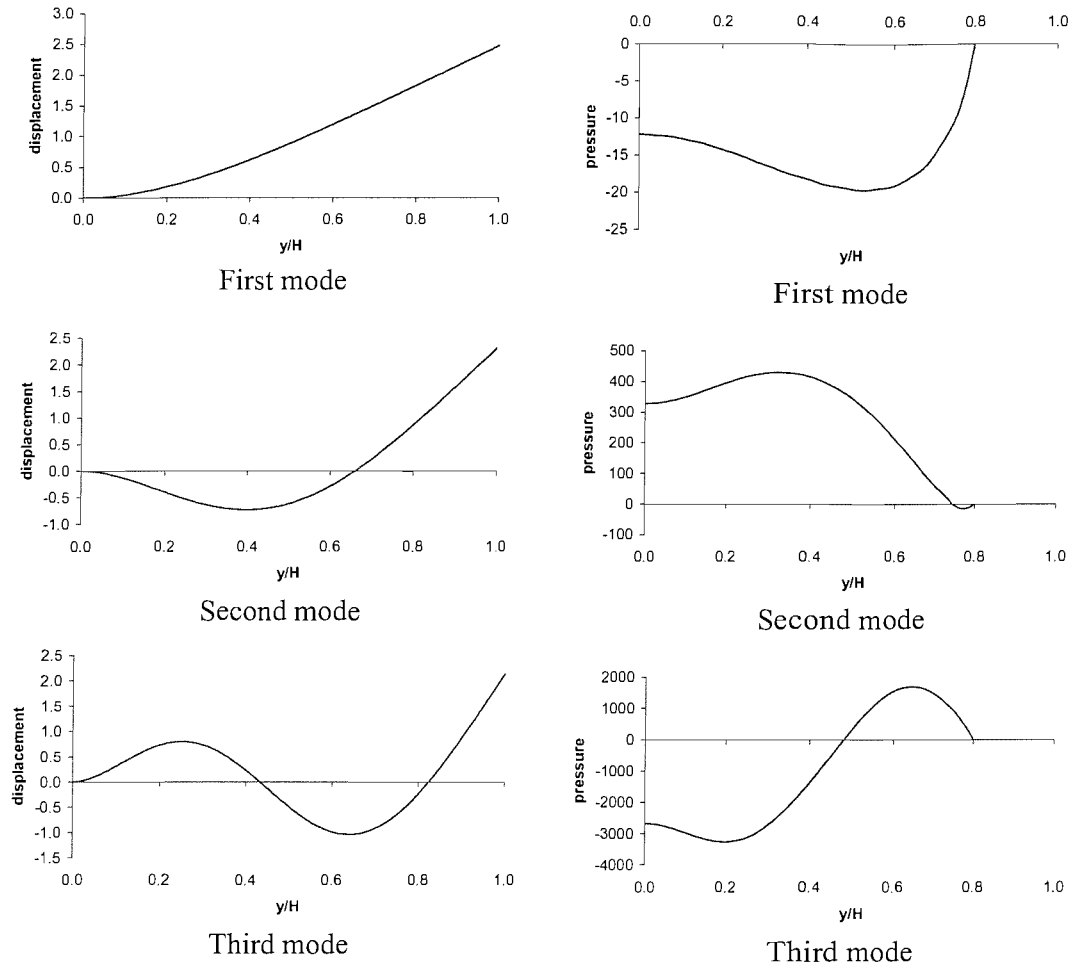 3.0
2.5
2.0
1.5
1.0
0.5
0.0
displacement
0.0 0.2 0.4 0.6 0.8 1.0
y/H
First mode
0.0 0.2 0.4 0.6 0.8 1.0
0
-5
-10
-15
-20
-25
pressure
y/H
First mode
2.5
2.0
1.5
1.0
0.5
0.0
-0.5
-1.0
displacement
0.0 0.2 0.4 0.6 0.8 1.0
y/H
Second mode
500
400
300
200
100
0
-100
pressure
0.0 0.2 0.4 0.6 0.8 1.0
y/H
Second mode
2.5
2.0
1.5
1.0
0.5
0.0
-0.5
-1.0
-1.5
displacement
0.0 0.2 0.4 0.6 0.8 1.0
y/H
Third mode
2000
1000
0
-1000
-2000
-3000
-4000
pressure
0.0 0.2 0.4 0.6 0.8 1.0
y/H
Third mode